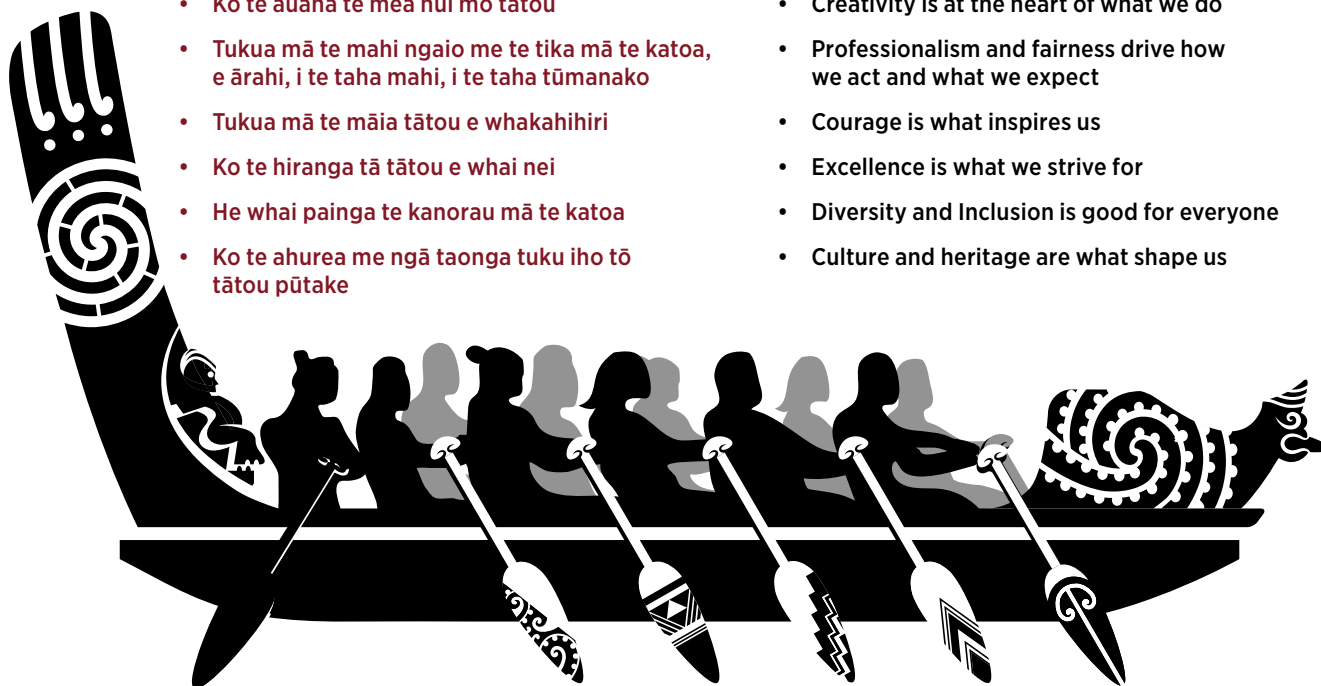 Ko te auaha te mea nui mō tātou
• Tukua mā te mahi ngaio me te tika mā te katoa,
e ārahi, i te taha mahi, i te taha tūmanako
• Tukua mā te māia tātou e whakahihiri
• Ko te hiranga tā tātou e whai nei
• He whai painga te kanorau mā te katoa
• Ko te ahurea me ngā taonga tuku iho tō
tātou pūtake
• Creativity is at the heart of what we do
• Professionalism and fairness drive how
we act and what we expect
• Courage is what inspires us
• Excellence is what we strive for
• Diversity and Inclusion is good for everyone
• Culture and heritage are what shape us